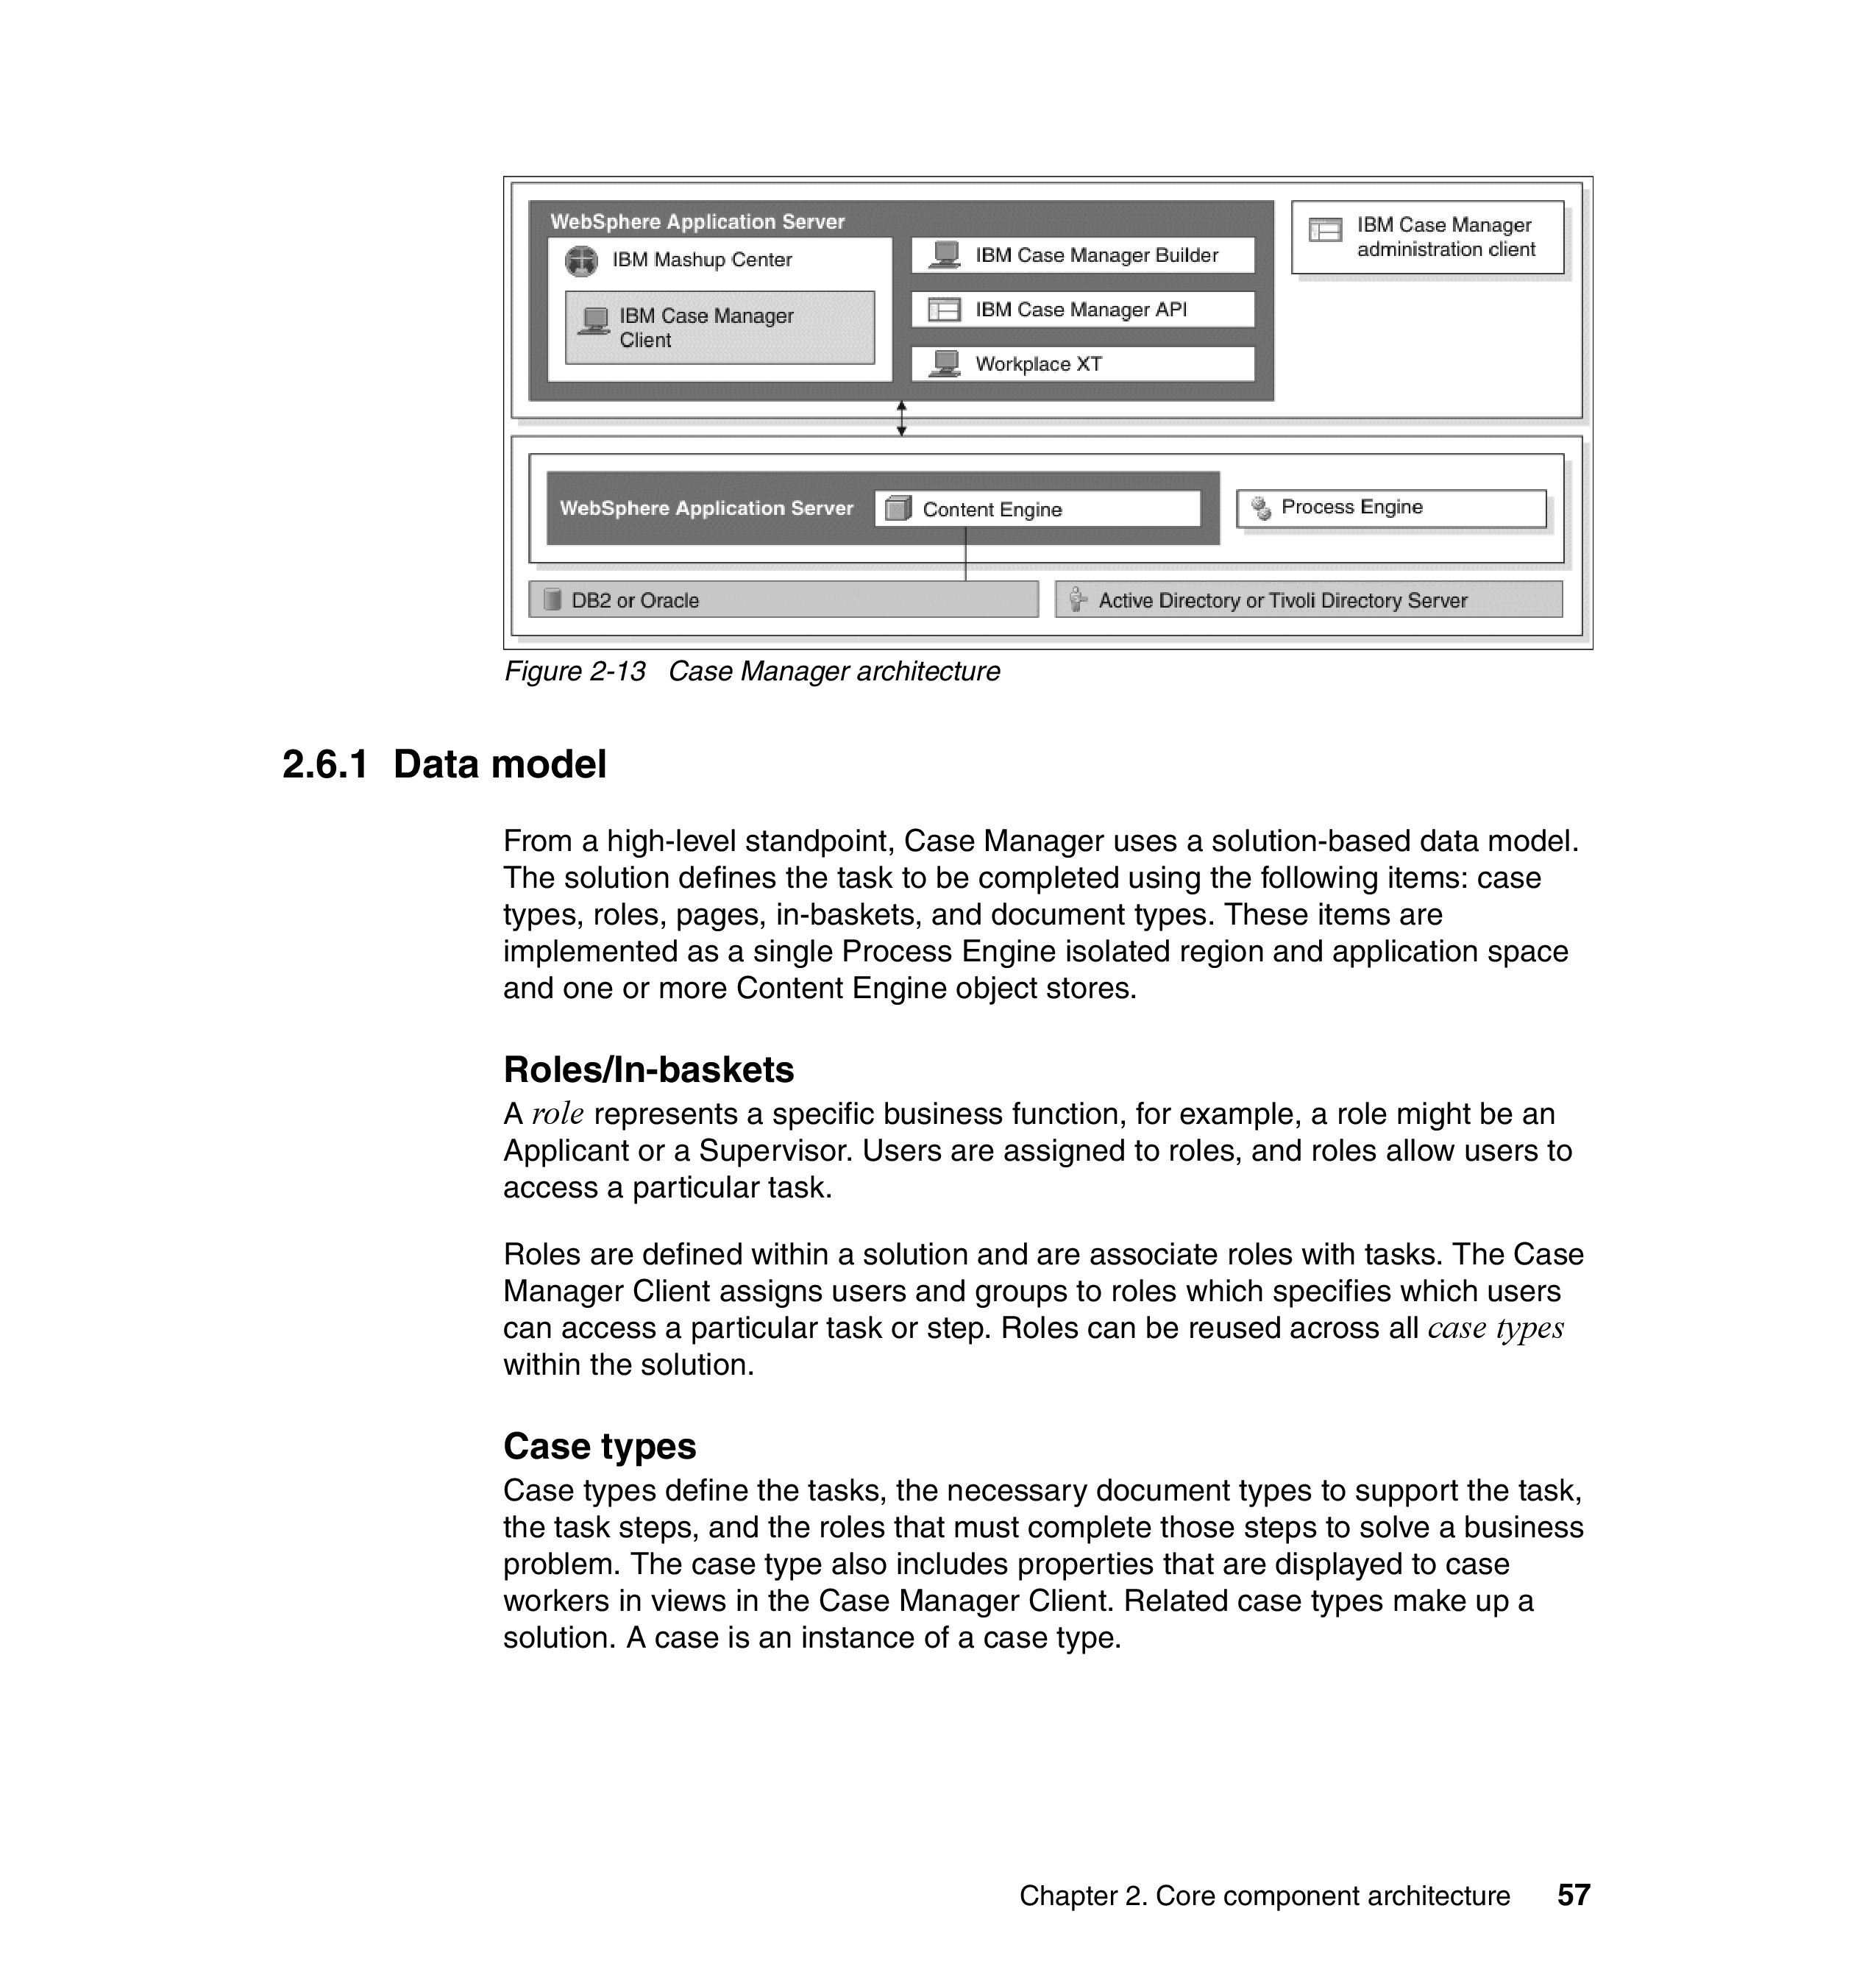 WebSphere Application Server
IBM Mashup Center
IBM Case Manager
Client
IBM Case Manager Builder
IBM Case Manager API
Workplace XT
IBM Case Manager
administration client
WebSphere Application Server
Content Engine
Process Engine
DB2 or Oracle
Active Directory or Tivoli Directory Server
Figure 2-13 Case Manager architecture
2.6.1 Data model
From a high-level standpoint, Case Manager uses a solution-based data model.
The solution defines the task to be completed using the following items: case
types, roles, pages, in-baskets, and document types. These items are
implemented as a single Process Engine isolated region and application space
and one or more Content Engine object stores.
Roles/In-baskets
A role represents a specific business function, for example, a role might be an
Applicant or a Supervisor. Users are assigned to roles, and roles allow users to
access a particular task.
Roles are defined within a solution and are associate roles with tasks. The Case
Manager Client assigns users and groups to roles which specifies which users
can access a particular task or step. Roles can be reused across all case types
within the solution.
Case types
Case types define the tasks, the necessary document types to support the task,
the task steps, and the roles that must complete those steps to solve a business
problem. The case type also includes properties that are displayed to case
workers in views in the Case Manager Client. Related case types make up a
solution. A case is an instance of a case type.
Chapter 2. Core component architecture 57